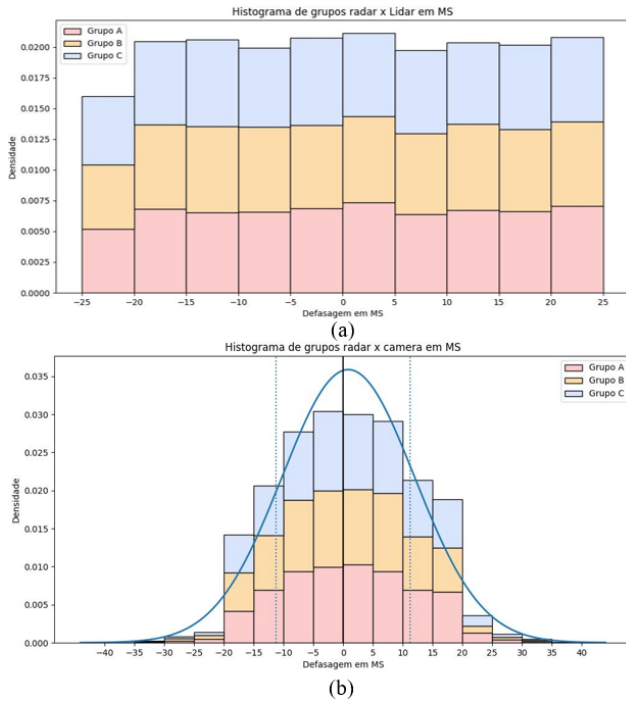 Histograma de grupos radar x Lidar em MS
Grupo A
Grupo B
Grupo C
Densidade
0.0200
0.0175
0.0150
0.0125
0.0100
0.0075
0.0050
0.0025
0.0000
−25 −20 −15 −10 −5 0 5 10 15 20 25
Defasagem em MS
(a)
Histograma de grupos radar x camera em MS
Grupo A
Grupo B
Grupo C
Densidade
0.035
0.030
0.025
0.020
0.015
0.010
0.005
0.000
−40 −35 −30 −25 −20 −15 −10 −5 0 5 10 15 20 25 30 35 40
Defasagem em MS
(b)